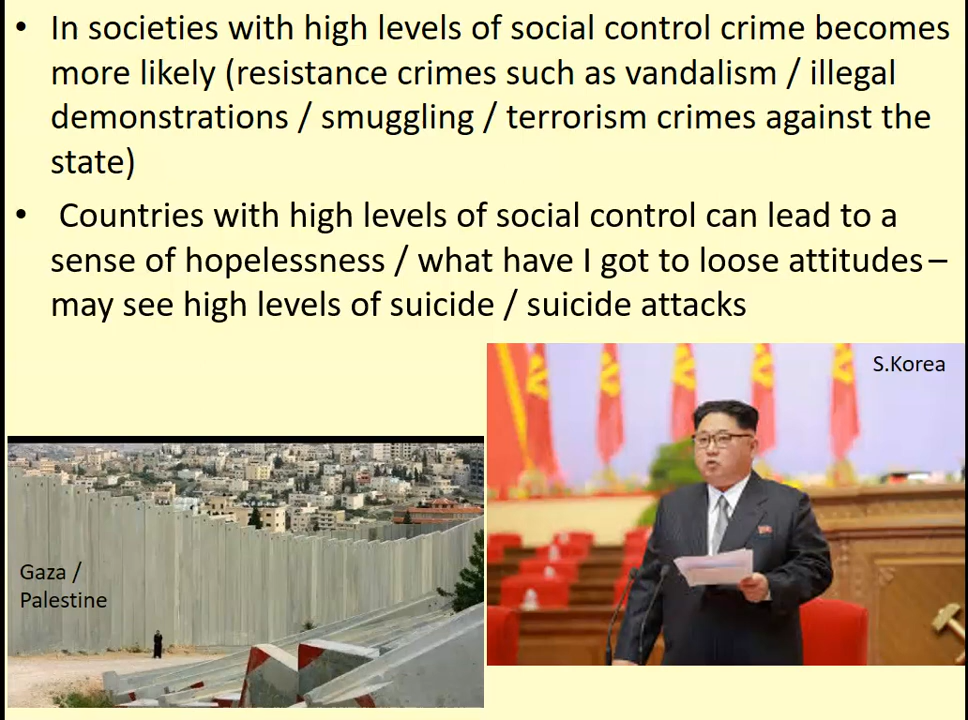 • In societies with high levels of social control crime becomes
more likely (resistance crimes such as vandalism / illegal
demonstrations / smuggling / terrorism crimes against the
state)
• Countries with high levels of social control can lead to a
sense of hopelessness / what have I got to loose attitudes –
may see high levels of suicide / suicide attacks
S.Korea
Gaza /
Palestine